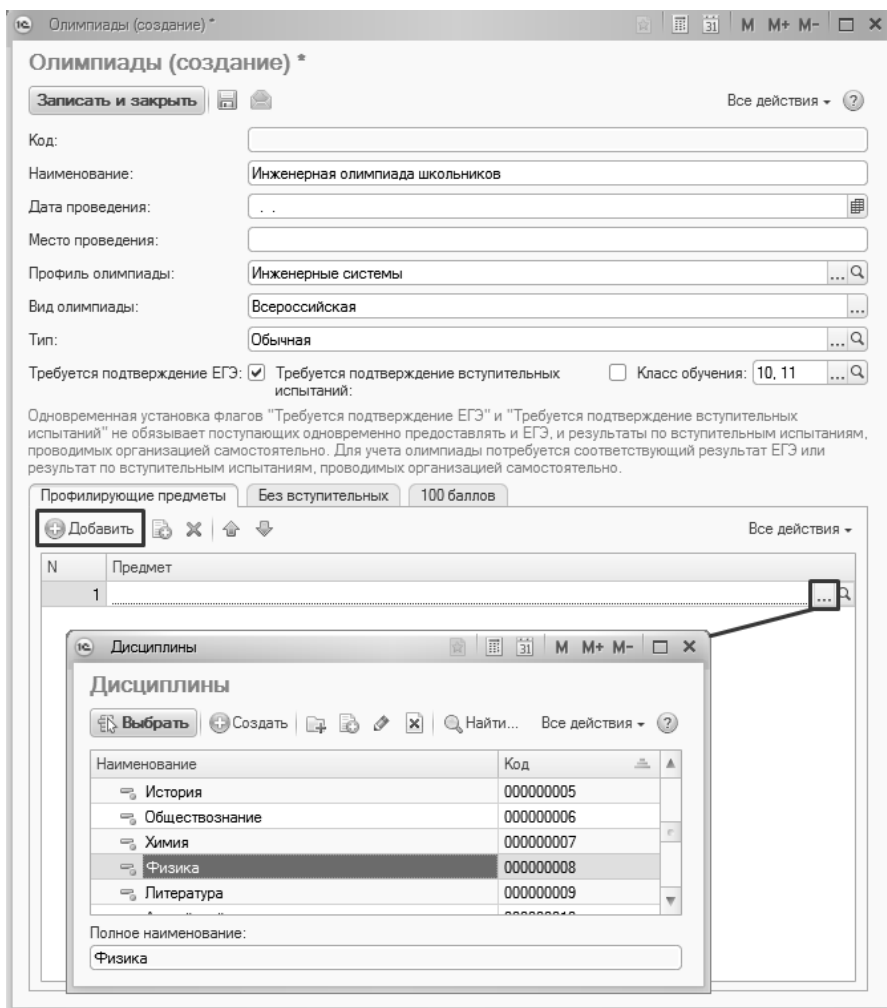 1С Олимпиады (создание) * 31 M M+ M-
Олимпиады (создание) *
Записать и закрыть Все действия ?
Код:
Наименование: Инженерная олимпиада школьников
Дата проведения: . .
Место проведения:
Профиль олимпиады: Инженерные системы ...
Вид олимпиады: Всероссийская ...
Тип: Обычная ...
Требуется подтверждение ЕГЭ: Требуется подтверждение вступительных Класс обучения: 10, 11 ...
испытаний:
Одновременная установка флагов "Требуется подтверждение ЕГЭ" и "Требуется подтверждение вступительных
испытаний" не обязывает поступающих одновременно предоставлять и ЕГЭ, и результаты по вступительным испытаниям,
проводимых организацией самостоятельно. Для учета олимпиады потребуется соответствующий результат ЕГЭ или
результат по вступительным испытаниям, проводимых организацией самостоятельно.
Профилирующие предметы Без вступительных 100 баллов
Добавить Все действия
N Предмет
1 ...
1С Дисциплины 31 M M+ M-
Дисциплины
Выбрать Создать Найти... Все действия ?
Наименование Код
История 000000005
Обществознание 000000006
Химия 000000007
Физика 000000008
Литература 000000009
Полное наименование:
Физика